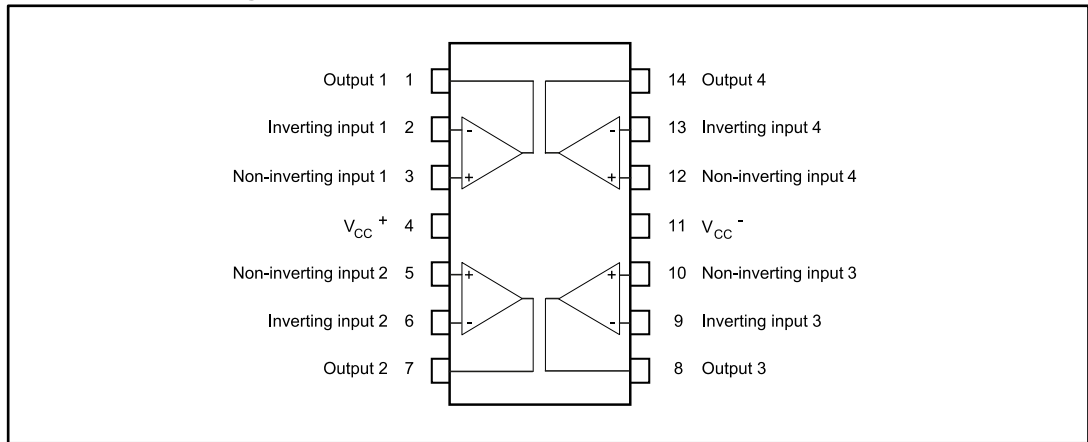 Output 1 1 14 Output 4
Inverting input 1 2 - - 13 Inverting input 4
Non-inverting input 1 3 + + 12 Non-inverting input 4
VCC + 4 11 VCC -
Non-inverting input 2 5 + + 10 Non-inverting input 3
Inverting input 2 6 - - 9 Inverting input 3
Output 2 7 8 Output 3